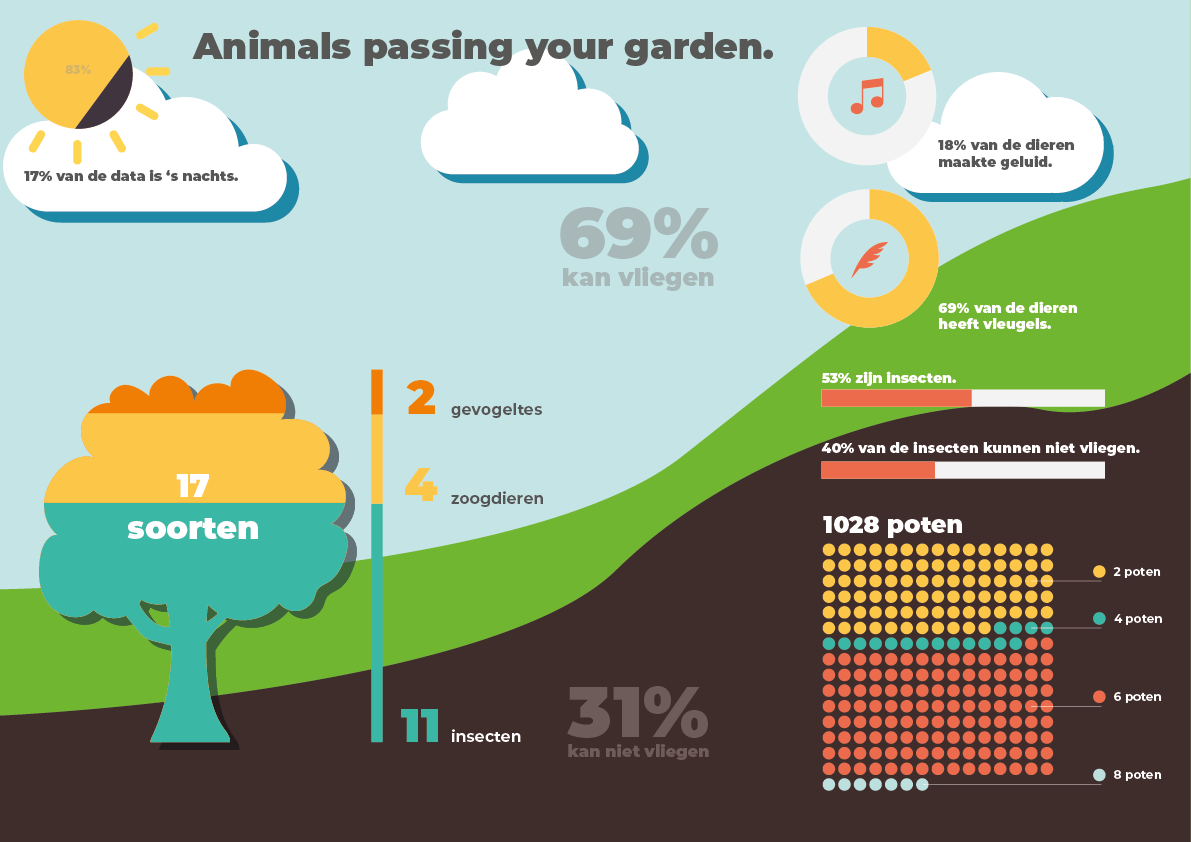 Animals passing your garden.
83%
17% van de data is ‘s nachts.
18% van de dieren
maakte geluid.
69%
kan vliegen
69% van de dieren
heeft vleugels.
53% zijn insecten.
40% van de insecten kunnen niet vliegen.
2 gevogeltes
4 zoogdieren
17
soorten
11 insecten
31%
kan niet vliegen
1028 poten
2 poten
4 poten
6 poten
8 poten